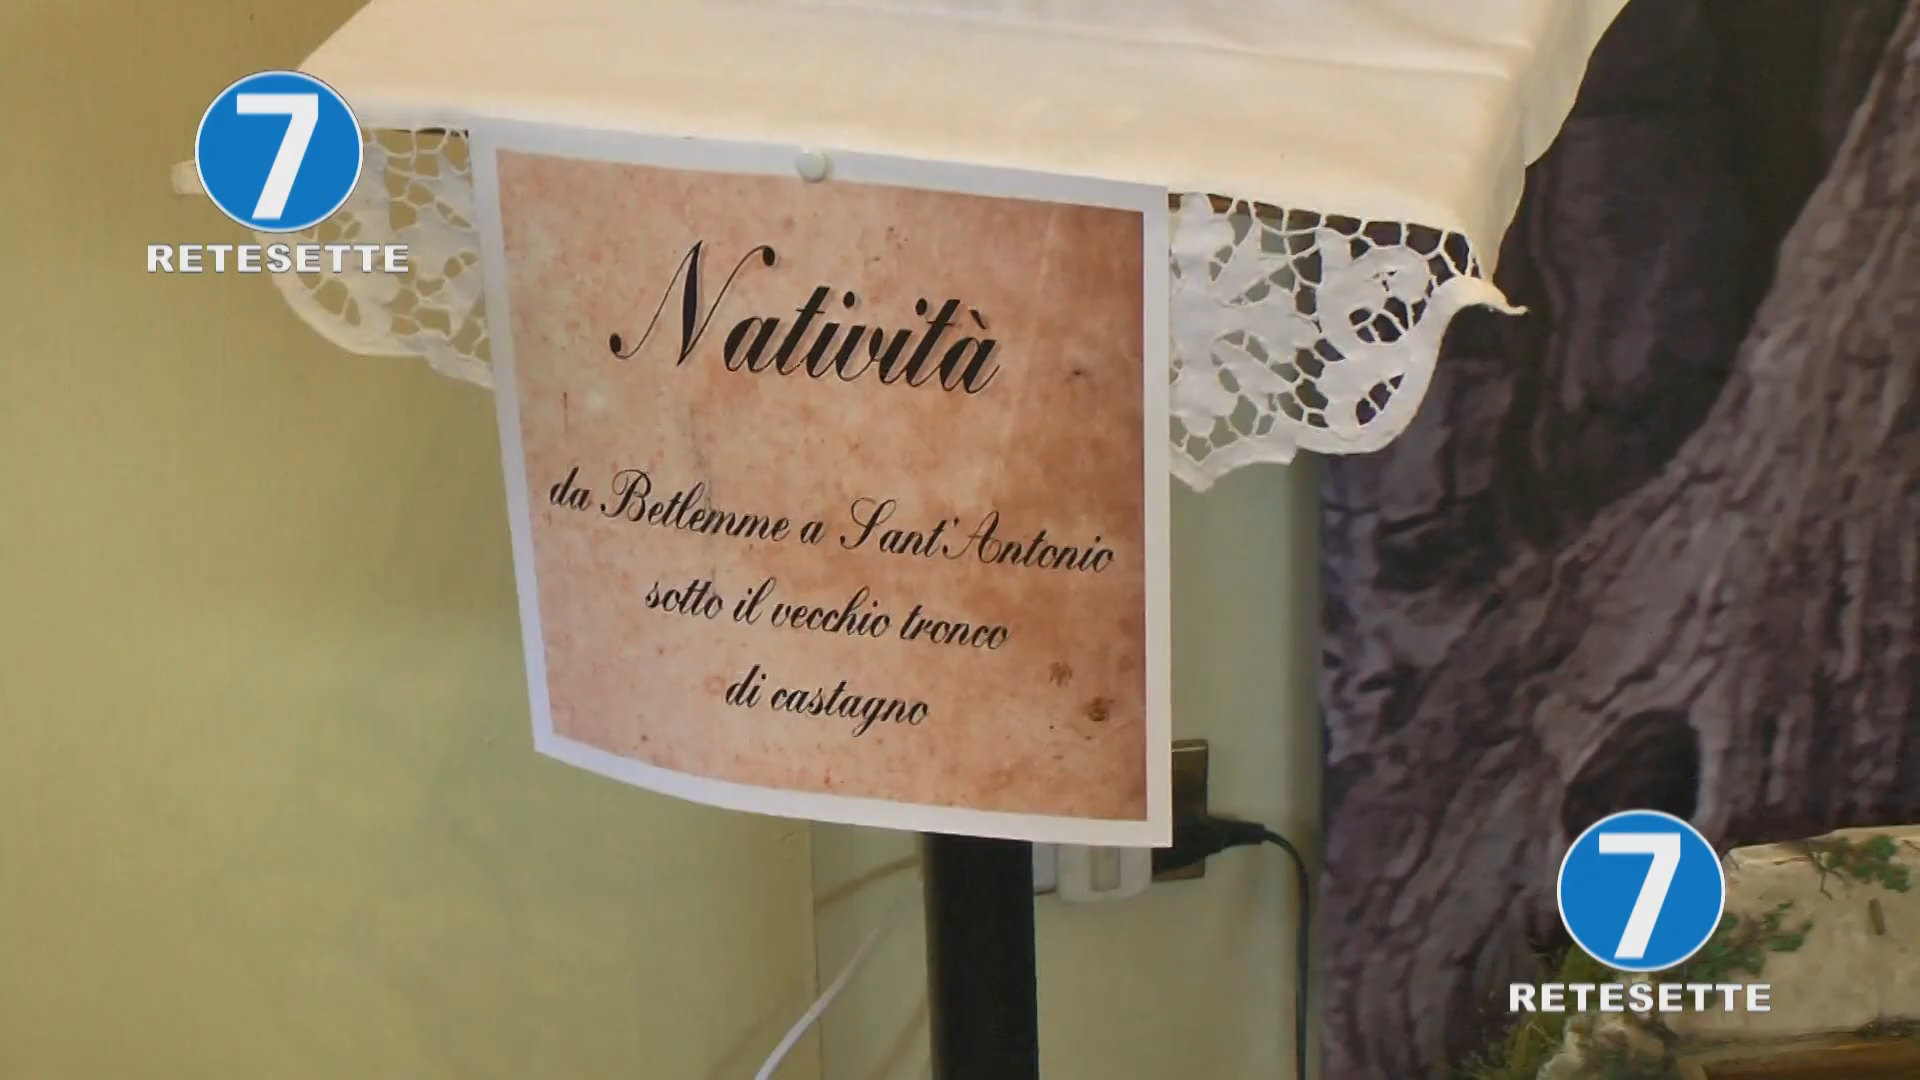 7
RETESETTE
Natività
da Betlemme a Sant'Antonio
sotto il vecchio tronco
di castagno
7
RETESETTE